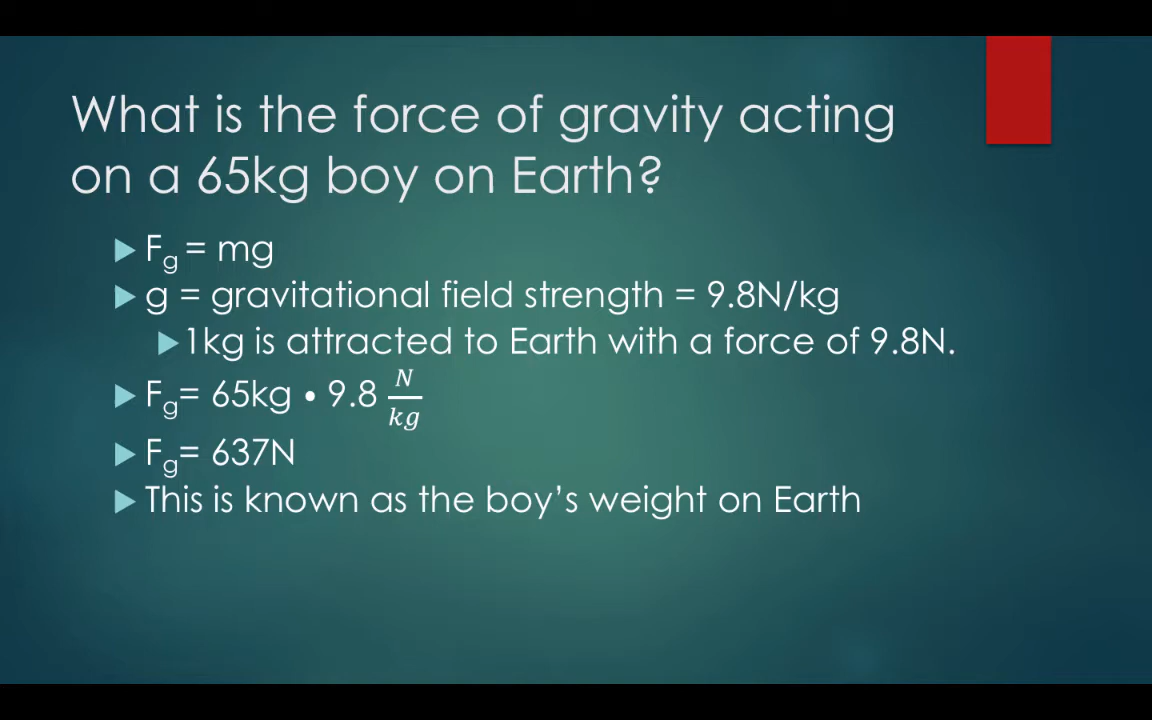 What is the force of gravity acting
on a 65kg boy on Earth?
Fg = mg
g = gravitational field strength = 9.8N/kg
1kg is attracted to Earth with a force of 9.8N.
Fg= 65kg • 9.8 N/kg
Fg= 637N
This is known as the boy’s weight on Earth